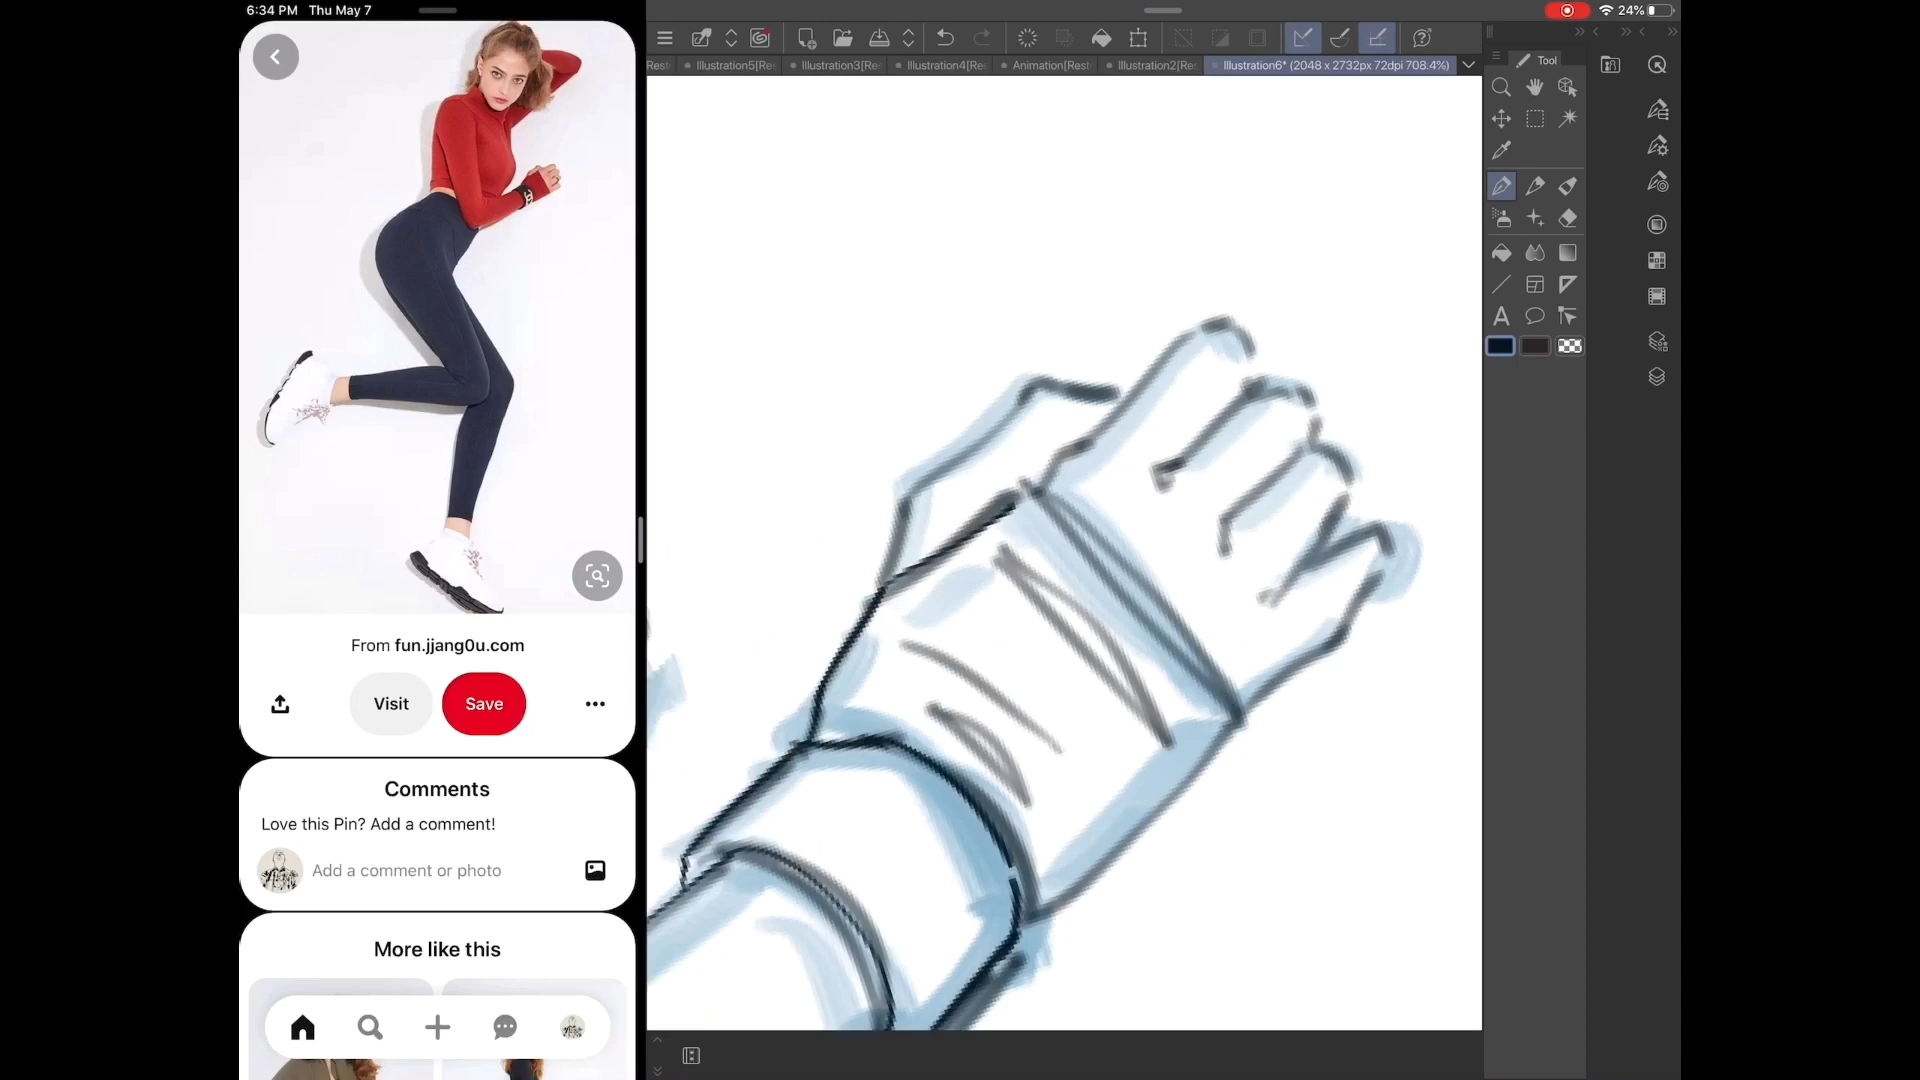 6:34 PM Thu May 7
24%
Illustration5[Re
Illustration3[Re
Illustration4[Re
Animation[Rest
Illustration2[Re
Illustration6* (2048 x 2732px 72dpi 708.4%)
Tool
From fun.jjang0u.com
Visit
Save
Comments
Love this Pin? Add a comment!
Add a comment or photo
More like this